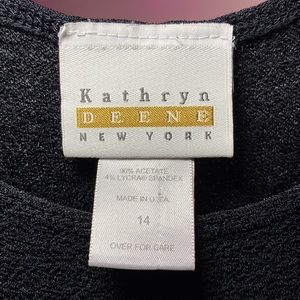 Kathryn
DEENE
NEW YORK
96% ACETATE
4% LYCRA® SPANDEX
MADE IN U.S.A.
14
OVER FOR CARE